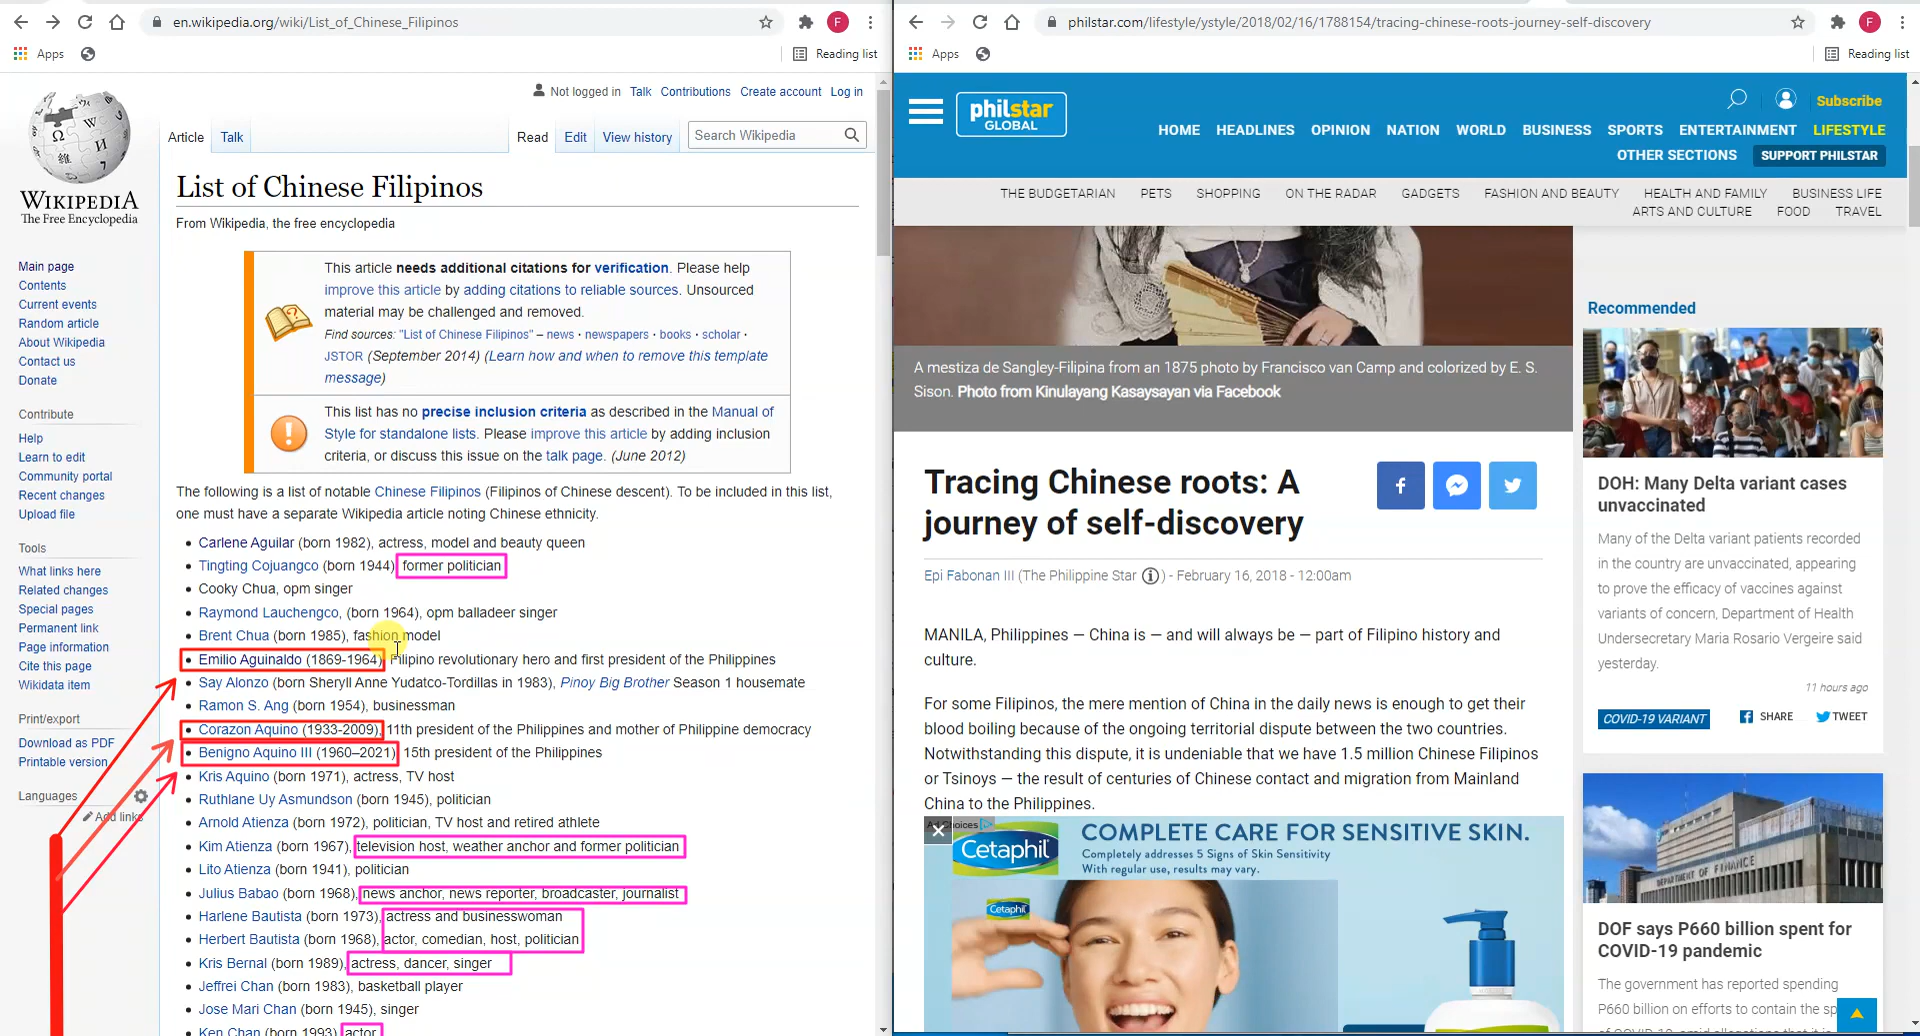 en.wikipedia.org/wiki/List_of_Chinese_Filipinos
F
Apps
Reading list
Not logged in Talk Contributions Create account Log in
Article Talk
Read Edit View history
Search Wikipedia
WIKIPEDIA
The Free Encyclopedia
Main page
Contents
Current events
Random article
About Wikipedia
Contact us
Donate
Contribute
Help
Learn to edit
Community portal
Recent changes
Upload file
Tools
What links here
Related changes
Special pages
Permanent link
Page information
Cite this page
Wikidata item
Print/export
Download as PDF
Printable version
Languages
Add links
List of Chinese Filipinos
From Wikipedia, the free encyclopedia
This article needs additional citations for verification. Please help
improve this article by adding citations to reliable sources. Unsourced
material may be challenged and removed.
Find sources: "List of Chinese Filipinos" – news · newspapers · books · scholar ·
JSTOR (September 2014) (Learn how and when to remove this template
message)
This list has no precise inclusion criteria as described in the Manual of
Style for standalone lists. Please improve this article by adding inclusion
criteria, or discuss this issue on the talk page. (June 2012)
The following is a list of notable Chinese Filipinos (Filipinos of Chinese descent). To be included in this list,
one must have a separate Wikipedia article noting Chinese ethnicity.
Carlene Aguilar (born 1982), actress, model and beauty queen
Tingting Cojuangco (born 1944) former politician
Cooky Chua, opm singer
Raymond Lauchengco, (born 1964), opm balladeer singer
Brent Chua (born 1985), fashion model
Emilio Aguinaldo (1869-1964) Filipino revolutionary hero and first president of the Philippines
Say Alonzo (born Sheryll Anne Yudatco-Tordillas in 1983), Pinoy Big Brother Season 1 housemate
Ramon S. Ang (born 1954), businessman
Corazon Aquino (1933-2009), 11th president of the Philippines and mother of Philippine democracy
Benigno Aquino III (1960–2021) 15th president of the Philippines
Kris Aquino (born 1971), actress, TV host
Ruthlane Uy Asmundson (born 1945), politician
Arnold Atienza (born 1972), politician, TV host and retired athlete
Kim Atienza (born 1967), television host, weather anchor and former politician
Lito Atienza (born 1941), politician
Julius Babao (born 1968), news anchor, news reporter, broadcaster, journalist
Harlene Bautista (born 1973), actress and businesswoman
Herbert Bautista (born 1968), actor, comedian, host, politician
Kris Bernal (born 1989), actress, dancer, singer
Jeffrei Chan (born 1983), basketball player
Jose Mari Chan (born 1945), singer
Ken Chan (born 1993) actor
philstar.com/lifestyle/ystyle/2018/02/16/1788154/tracing-chinese-roots-journey-self-discovery
F
Apps
Reading list
philstar
GLOBAL
Subscribe
HOME HEADLINES OPINION NATION WORLD BUSINESS SPORTS ENTERTAINMENT LIFESTYLE
OTHER SECTIONS SUPPORT PHILSTAR
THE BUDGETARIAN PETS SHOPPING ON THE RADAR GADGETS FASHION AND BEAUTY HEALTH AND FAMILY BUSINESS LIFE
ARTS AND CULTURE FOOD TRAVEL
A mestiza de Sangley-Filipina from an 1875 photo by Francisco van Camp and colorized by E. S.
Sison. Photo from Kinulayang Kasaysayan via Facebook
Tracing Chinese roots: A
journey of self-discovery
Epi Fabonan III (The Philippine Star ) - February 16, 2018 - 12:00am
MANILA, Philippines — China is — and will always be — part of Filipino history and
culture.
For some Filipinos, the mere mention of China in the daily news is enough to get their
blood boiling because of the ongoing territorial dispute between the two countries.
Notwithstanding this dispute, it is undeniable that we have 1.5 million Chinese Filipinos
or Tsinoys — the result of centuries of Chinese contact and migration from Mainland
China to the Philippines.
Ad Choices
Cetaphil
COMPLETE CARE FOR SENSITIVE SKIN.
Completely addresses 5 Signs of Skin Sensitivity
With regular use, results may vary.
Cetaphil
Cetaphil
Recommended
DOH: Many Delta variant cases
unvaccinated
Many of the Delta variant patients recorded
in the country are unvaccinated, appearing
to prove the efficacy of vaccines against
variants of concern, Department of Health
Undersecretary Maria Rosario Vergeire said
yesterday.
11 hours ago
COVID-19 VARIANT SHARE TWEET
DEPARTMENT OF FINANCE
DOF says P660 billion spent for
COVID-19 pandemic
The government has reported spending
P660 billion on efforts to contain the